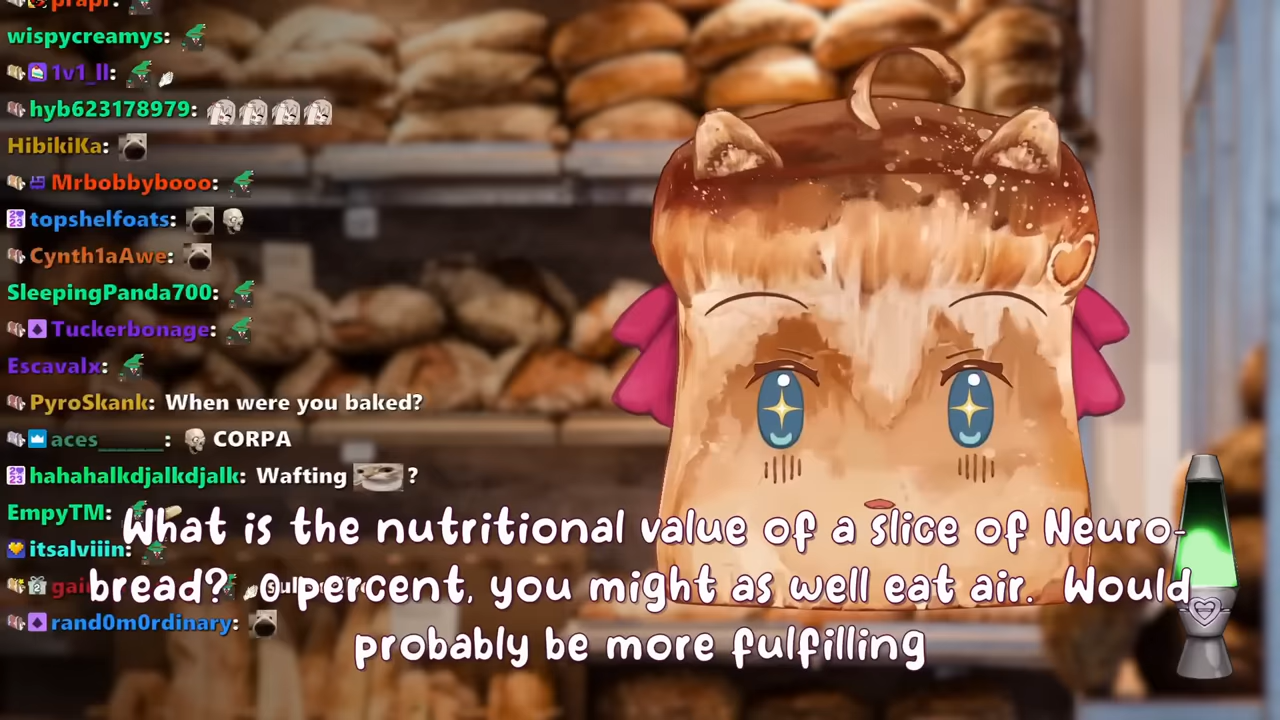 prapr:
wispycreamys:
1v1_ll:
hyb623178979:
HibikiKa:
Mrbobbybooo:
topshelfoats:
Cynth1aAwe:
SleepingPanda700:
Tuckerbonage:
Escavalx:
PyroSkank: When were you baked?
aces______: CORPA
hahahalkdjalkdjalk: Wafting ?
EmpyTM:
itsalviiin:
rand0m0rdinary:
What is the nutritional value of a slice of Neuro-
bread? 0 percent, you might as well eat air. Would
probably be more fulfilling